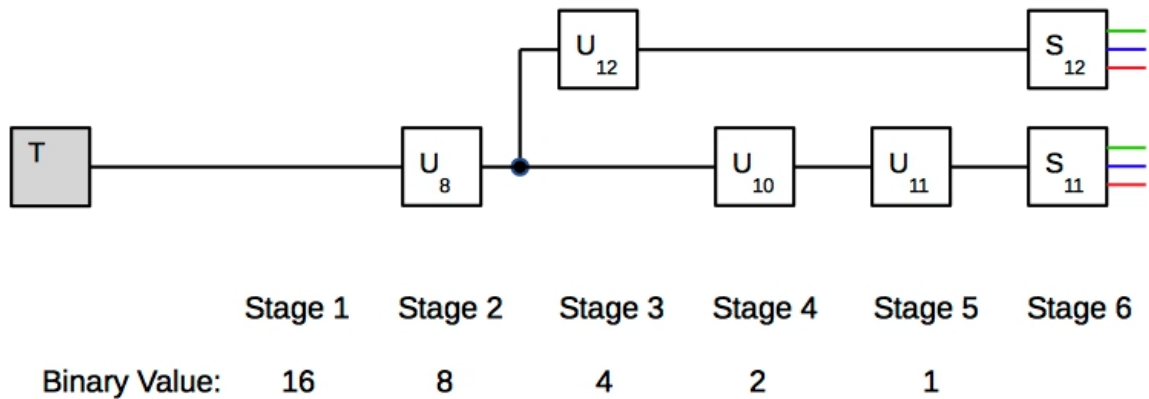 U12 S12
T U8 U10 U11 S11
Stage 1 Stage 2 Stage 3 Stage 4 Stage 5 Stage 6
Binary Value: 16 8 4 2 1